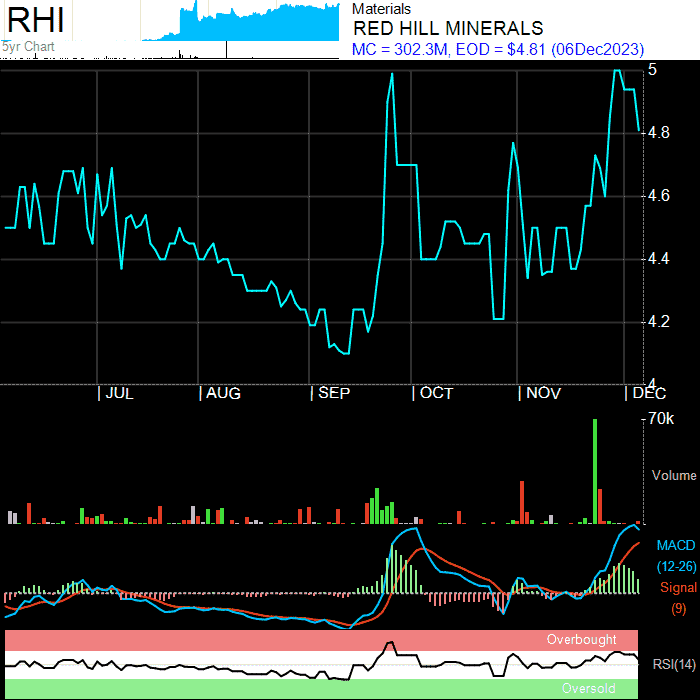 RHI
5yr Chart
Materials
RED HILL MINERALS
MC = 302.3M, EOD = $4.81 (06Dec2023)
5
4.8
4.6
4.4
4.2
4
| JUL | AUG | SEP | OCT | NOV | DEC
70k
Volume
MACD
(12-26)
Signal
(9)
Overbought
RSI(14)
Oversold